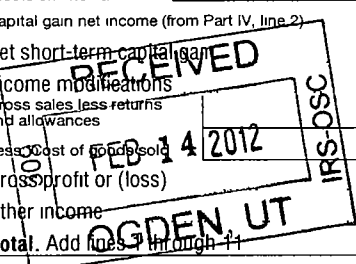 apital gain net income (from Part IV, line 2)
et short-term capital gain
RECEIVED
come modifications
ross sales less returns
nd allowances
ess Cost of goods sold
FEB 14 2012
IRS-OSC
ross profit or (loss)
ther income
OGDEN, UT
otal. Add lines 1 through 11